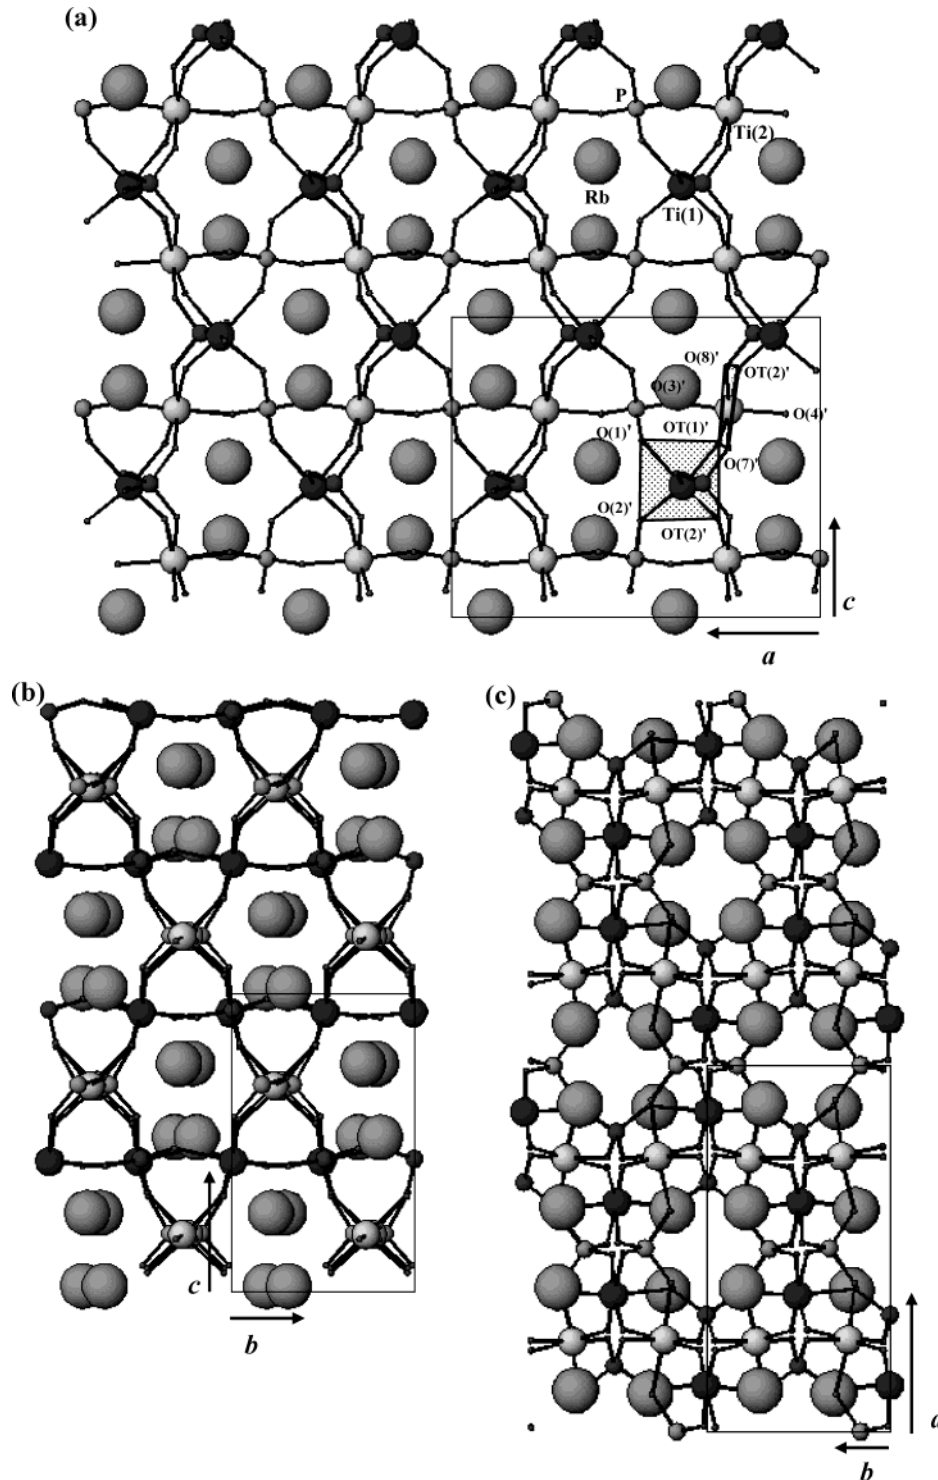 (a)
P
Ti(2)
Rb
Ti(1)
O(8)'
OT(2)'
O(3)'
O(4)'
OT(1)'
O(1)'
O(7)'
O(2)'
OT(2)'
c
a
(b)
(c)
c
b
a
b